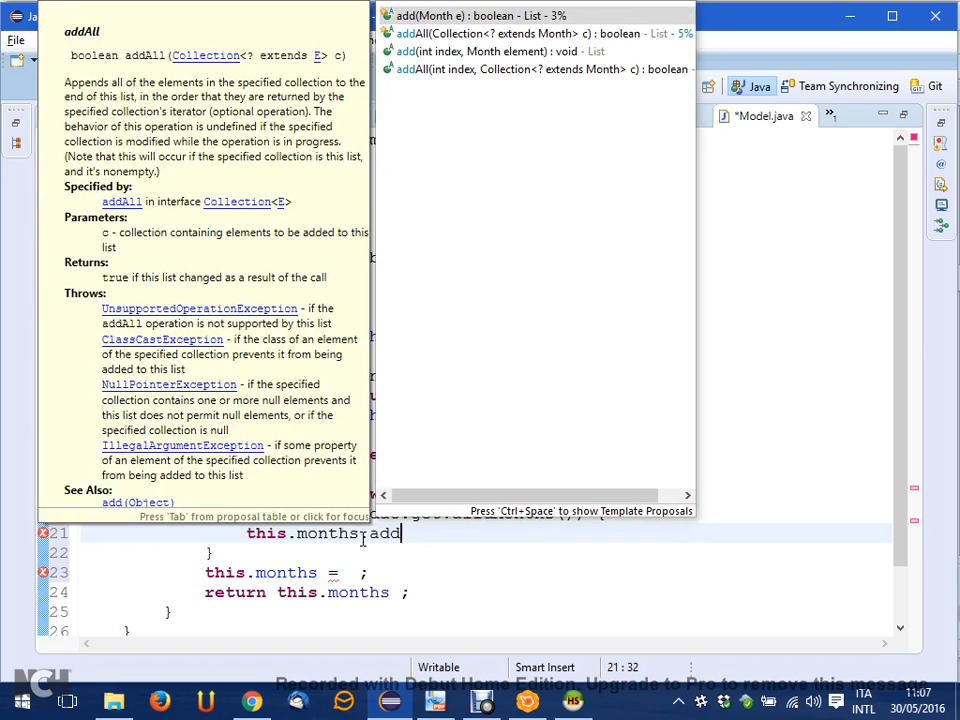 addAll
boolean addAll(Collection<? extends E> c)
Appends all of the elements in the specified collection to the
end of this list, in the order that they are returned by the
specified collection's iterator (optional operation). The
behavior of this operation is undefined if the specified
collection is modified while the operation is in progress.
(Note that this will occur if the specified collection is this list,
and it's nonempty.)
Specified by:
addAll in interface Collection<E>
Parameters:
c - collection containing elements to be added to this
list
Returns:
true if this list changed as a result of the call
Throws:
UnsupportedOperationException - if the
addAll operation is not supported by this list
ClassCastException - if the class of an element
of the specified collection prevents it from being
added to this list
NullPointerException - if the specified
collection contains one or more null elements and
this list does not permit null elements, or if the
specified collection is null
IllegalArgumentException - if some property
of an element of the specified collection prevents it
from being added to this list
See Also:
add(Object)
Press 'Tab' from proposal table or click for focus
add(Month e) : boolean - List - 3%
addAll(Collection<? extends Month> c) : boolean - List - 5%
add(int index, Month element) : void - List
addAll(int index, Collection<? extends Month> c) : boolean -
Press 'Ctrl+Space' to show Template Proposals
File
Java
Team Synchronizing
Git
*Model.java
»1
21 this.months.add
22 }
23 this.months = ;
24 return this.months ;
25 }
26 }
Writable
Smart Insert
21 : 32
NCH
Recorded with Debut Home Edition. Upgrade to Pro to remove this message
ITA
INTL
11:07
30/05/2016